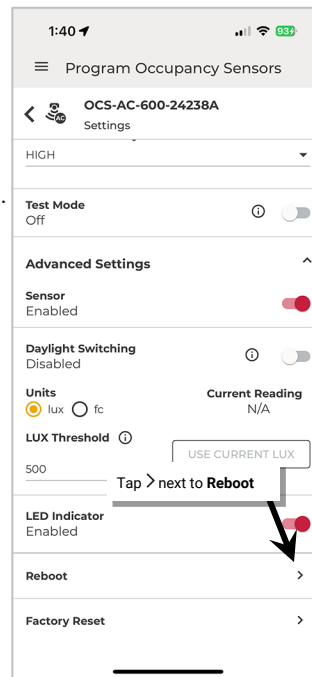 1:40
93
Program Occupancy Sensors
OCS-AC-600-24238A
AC
Settings
HIGH
Test Mode
Off
Advanced Settings
Sensor
Enabled
Daylight Switching
Disabled
Units
Current Reading
lux fc
N/A
LUX Threshold
USE CURRENT LUX
500
Tap > next to Reboot
LED Indicator
Enabled
Reboot
Factory Reset